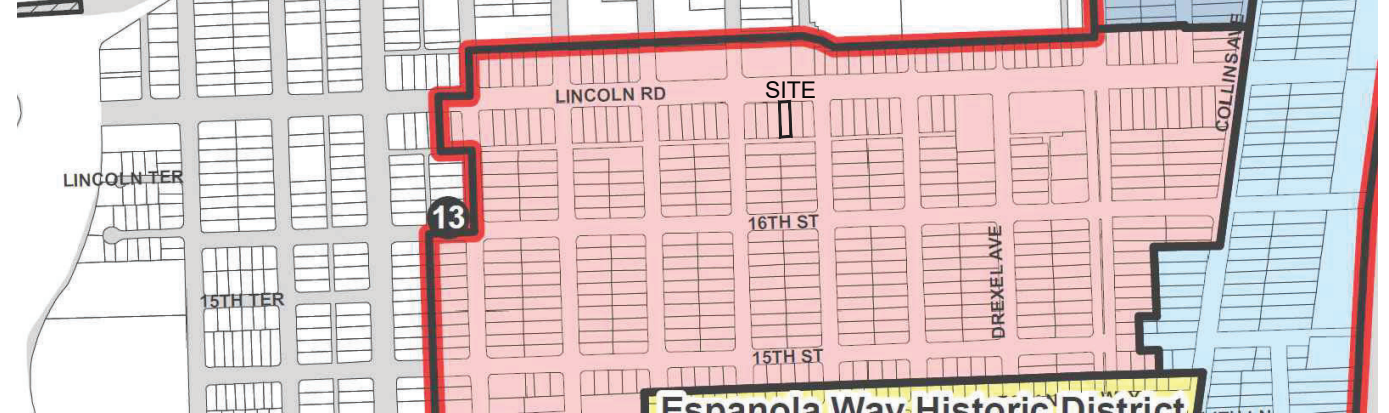 COLLINS AVE
SITE
LINCOLN RD
LINCOLN TER
13
16TH ST
DREXEL AVE
15TH TER
15TH ST
Espanola Way Historic District